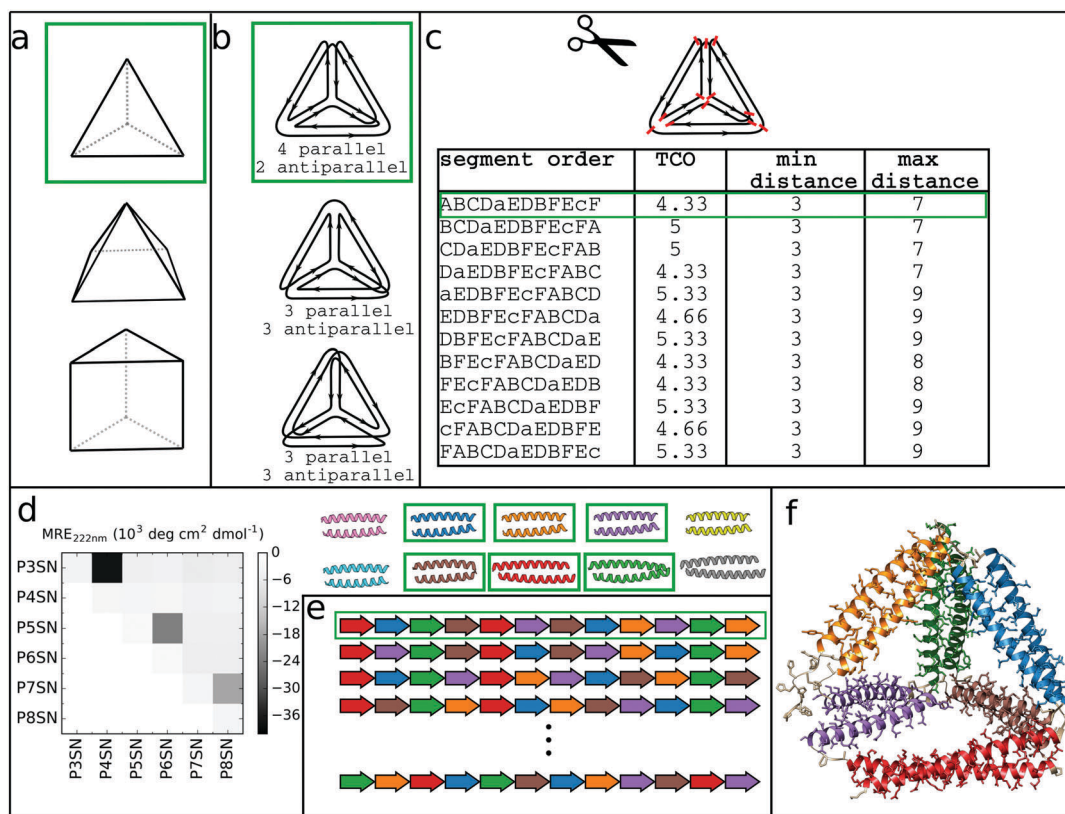 a
b
4 parallel
2 antiparallel
3 parallel
3 antiparallel
3 parallel
3 antiparallel
c
segment order TCO min distance max distance
ABCDaEDBFEcF 4.33 3 7
BCDaEDBFEcFA 5 3 7
CDaEDBFEcFAB 5 3 7
DaEDBFEcFABC 4.33 3 7
aEDBFEcFABCD 5.33 3 9
EDBFEcFABCDa 4.66 3 9
DBFEcFABCDaE 5.33 3 9
BFEcFABCDaED 4.33 3 8
FEcFABCDaEDB 4.33 3 8
EcFABCDaEDBF 5.33 3 9
cFABCDaEDBFE 4.66 3 9
FABCDaEDBFEc 5.33 3 9
d
MRE222nm (10³ deg cm² dmol⁻¹)
P3SN
P4SN
P5SN
P6SN
P7SN
P8SN
P3SN P4SN P5SN P6SN P7SN P8SN
0
−6
−12
−18
−24
−30
−36
e
f